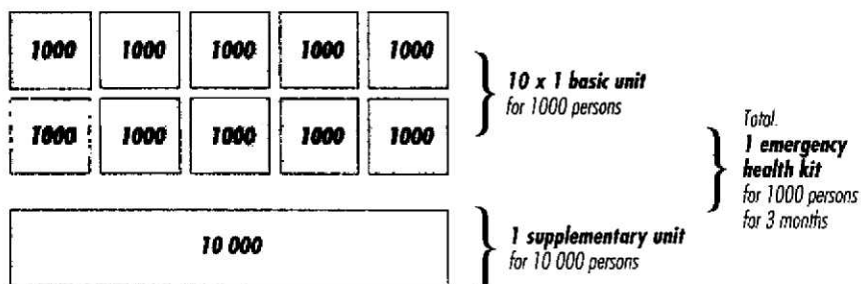 1000 1000 1000 1000 1000
10 x 1 basic unit
for 1000 persons
1000 1000 1000 1000 1000
Total.
1 emergency
health kit
for 1000 persons
for 3 months
10 000
1 supplementary unit
for 10 000 persons